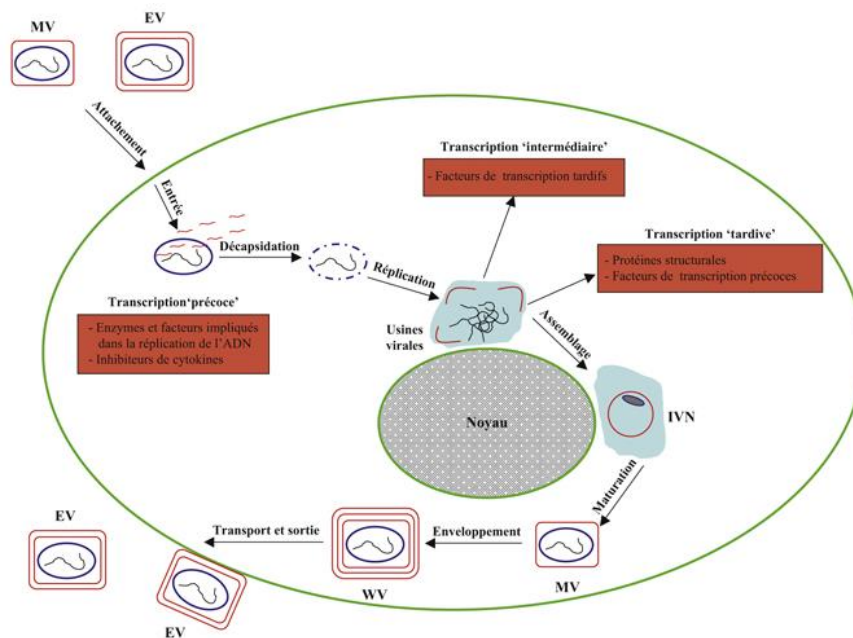 MV
EV
Attachement
Entrée
Décapsidation
Réplication
Transcription‘précoce’
- Enzymes et facteurs impliqués
dans la réplication de l’ADN
- Inhibiteurs de cytokines
Transcription ‘intermédiaire’
- Facteurs de transcription tardifs
Transcription ‘tardive’
- Protéines structurales
- Facteurs de transcription précoces
Usines
virales
Assemblage
Noyau
IVN
Maturation
MV
Enveloppement
WV
Transport et sortie
EV
EV